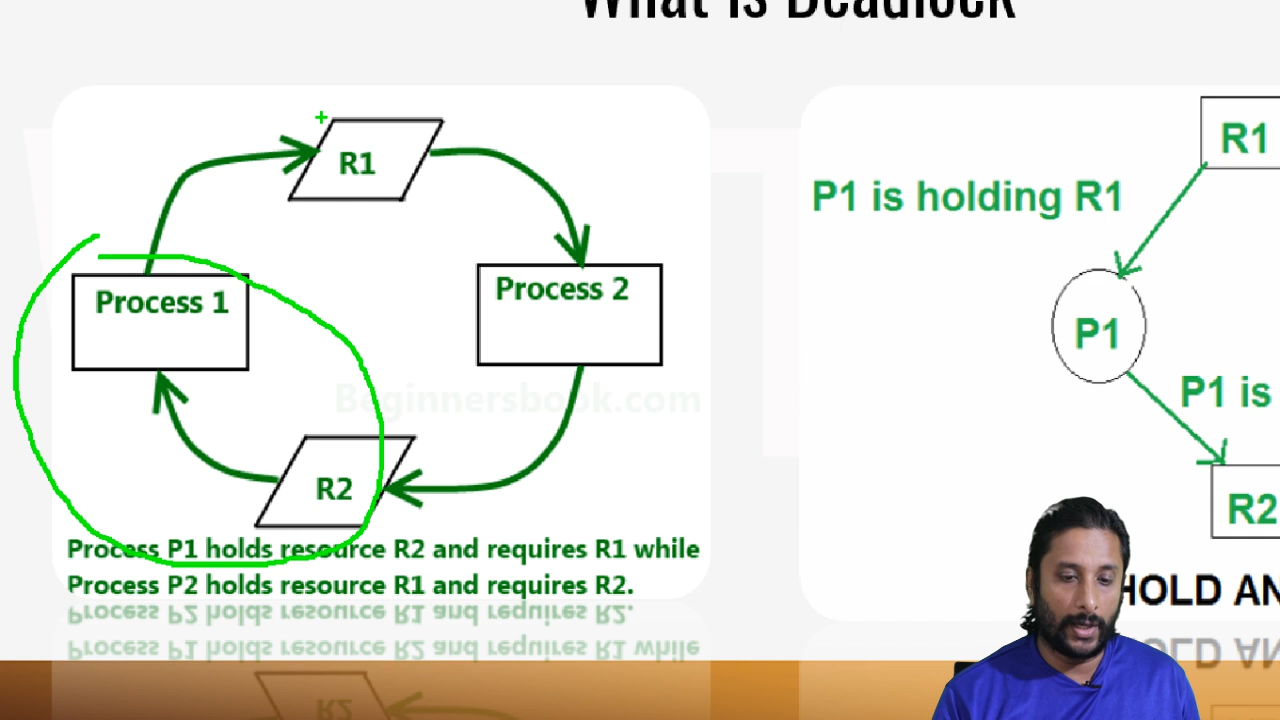 What is Deadlock
R1
Process 1
Process 2
Beginnersbook.com
R2
Process P1 holds resource R2 and requires R1 while
Process P2 holds resource R1 and requires R2.
R1
P1 is holding R1
P1
P1 is
R2
HOLD AN